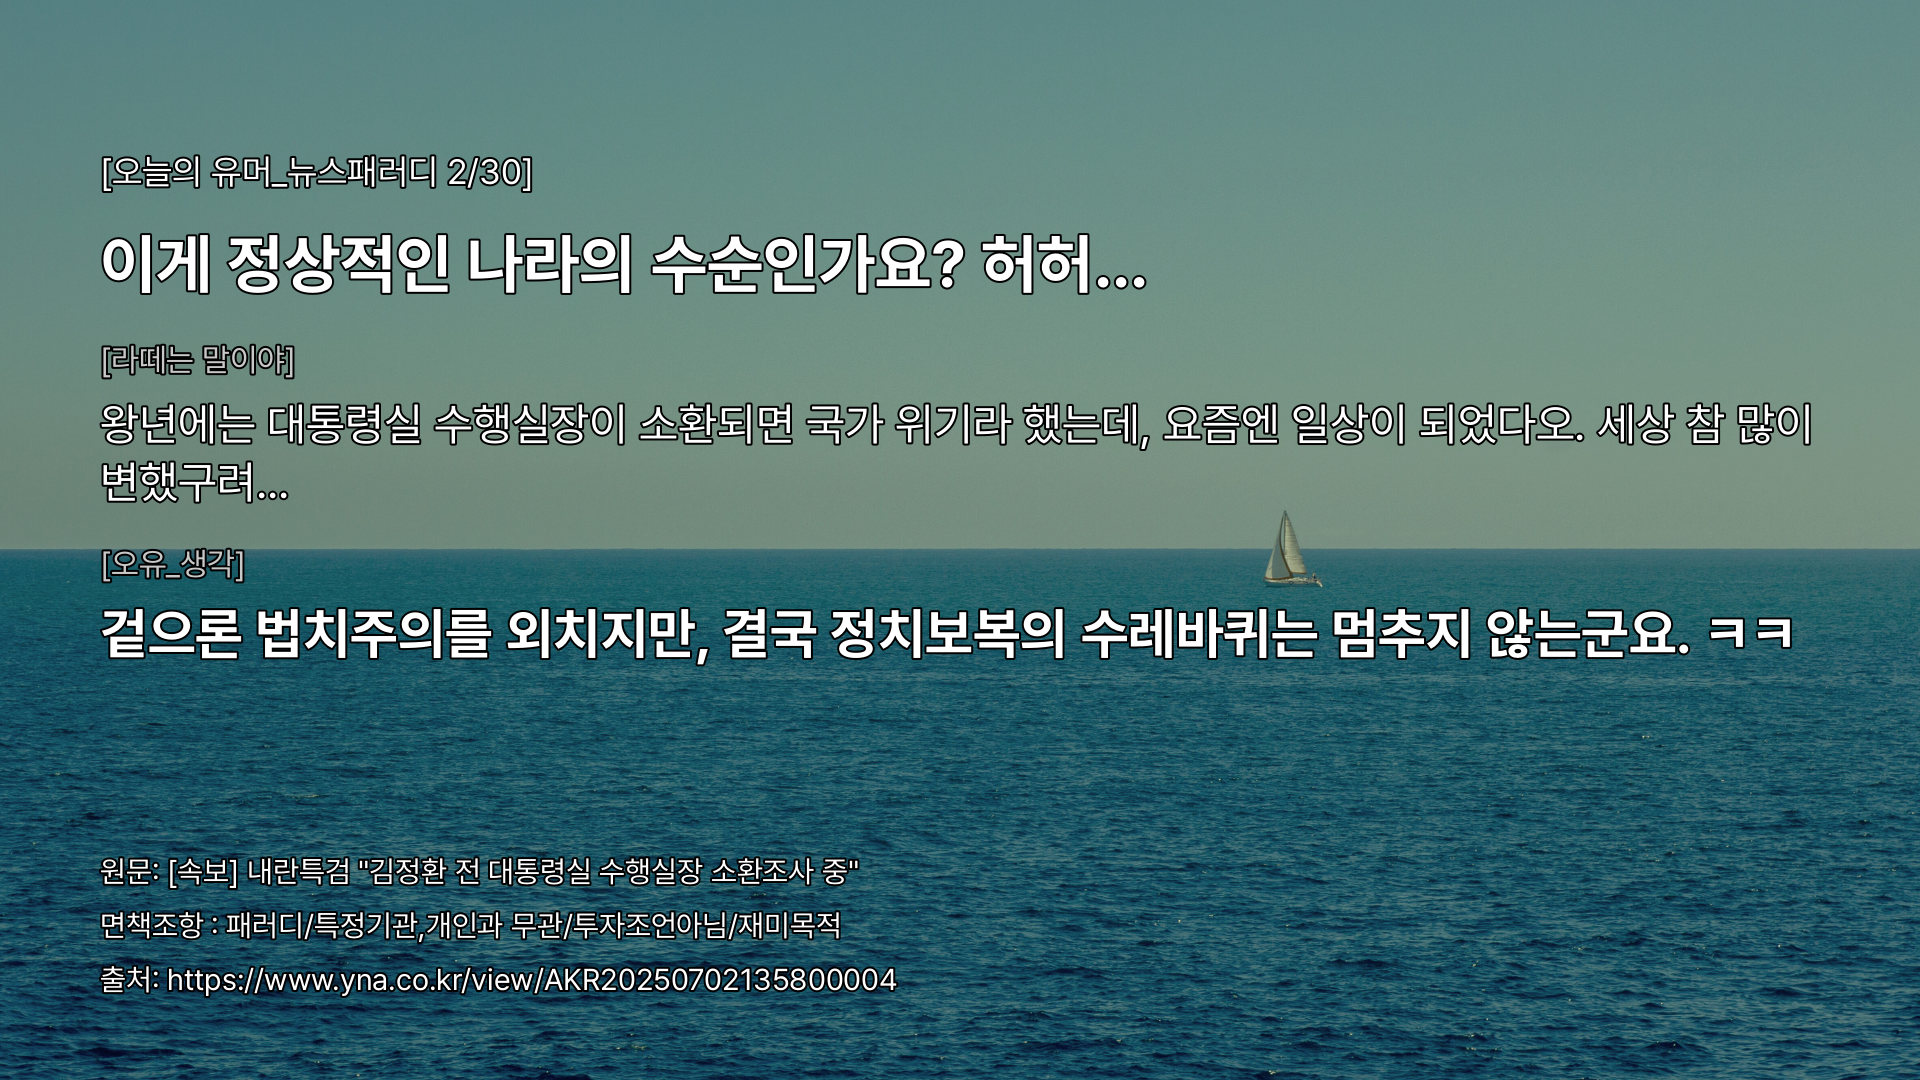 [오늘의 유머_뉴스패러디 2/30]
이게 정상적인 나라의 수순인가요? 허허...
[라떼는 말이야]
왕년에는 대통령실 수행실장이 소환되면 국가 위기라 했는데, 요즘엔 일상이 되었다오. 세상 참 많이
변했구려...
[오유_생각]
겉으론 법치주의를 외치지만, 결국 정치보복의 수레바퀴는 멈추지 않는군요. ㅋㅋ
원문: [속보] 내란특검 "김정환 전 대통령실 수행실장 소환조사 중"
면책조항 : 패러디/특정기관,개인과 무관/투자조언아님/재미목적
출처: https://www.yna.co.kr/view/AKR20250702135800004